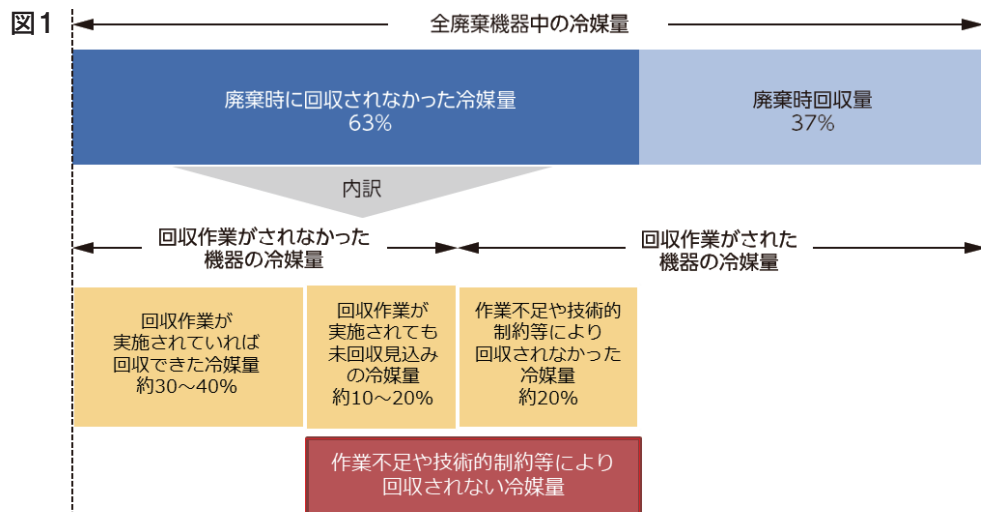 図1
全廃棄機器中の冷媒量
廃棄時に回収されなかった冷媒量
63%
廃棄時回収量
37%
内訳
回収作業がされなかった
機器の冷媒量
回収作業がされた
機器の冷媒量
回収作業が
実施されていれば
回収できた冷媒量
約30~40%
回収作業が
実施されても
未回収見込み
の冷媒量
約10~20%
作業不足や技術的
制約等により
回収されなかった
冷媒量
約20%
作業不足や技術的制約等により
回収されない冷媒量